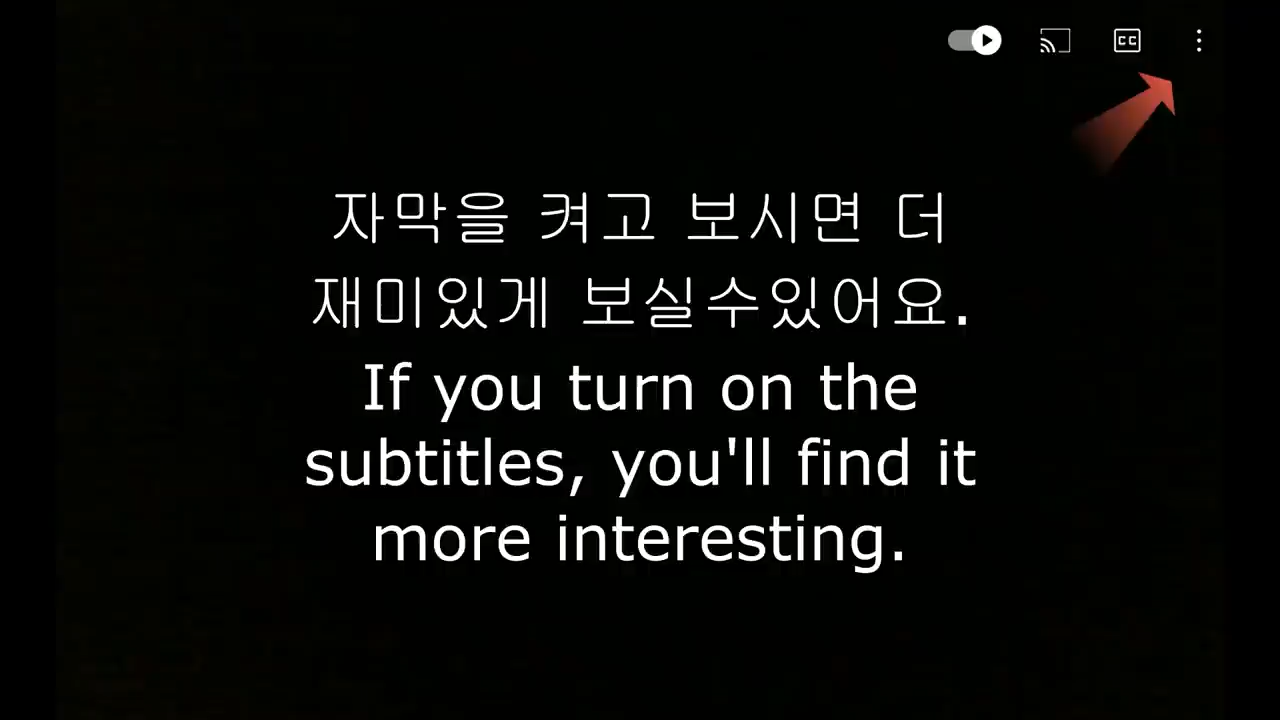 CC
자막을 켜고 보시면 더
재미있게 보실수있어요.
If you turn on the
subtitles, you'll find it
more interesting.